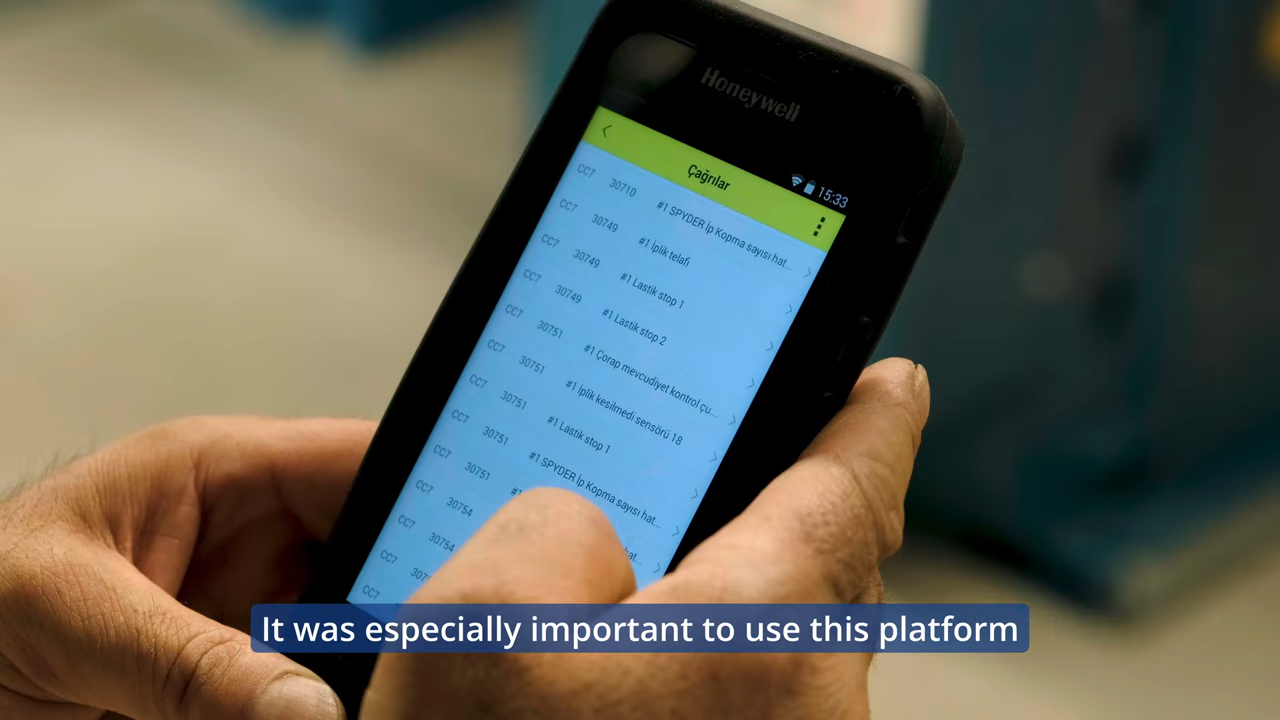 Honeywell
15:33
Çağrılar
CC7 30710 #1 SPYDER İp Kopma sayısı hat...
CC7 30749 #1 İplik telafi
CC7 30749 #1 Lastik stop 1
CC7 30749 #1 Lastik stop 2
CC7 30751 #1 Çorap mevcudiyet kontrol çu...
CC7 30751 #1 İplik kesilmedi sensörü 18
CC7 30751 #1 Lastik stop 1
CC7 30751 #1 SPYDER İp Kopma sayısı hat...
CC7 30751
CC7 30754 hat...
CC7 30754
CC7
It was especially important to use this platform